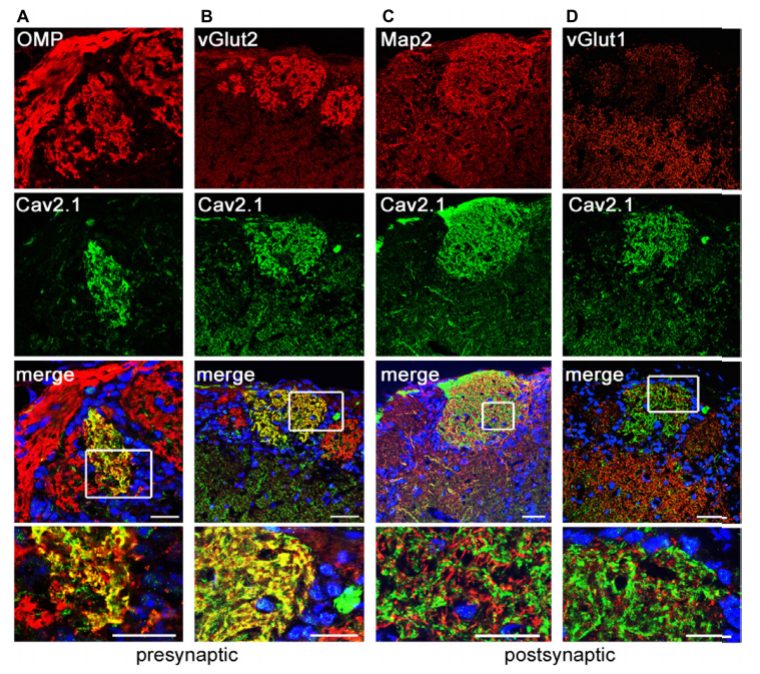 A B C D
OMP vGlut2 Map2 vGlut1
Cav2.1 Cav2.1 Cav2.1 Cav2.1
merge merge merge merge
presynaptic postsynaptic